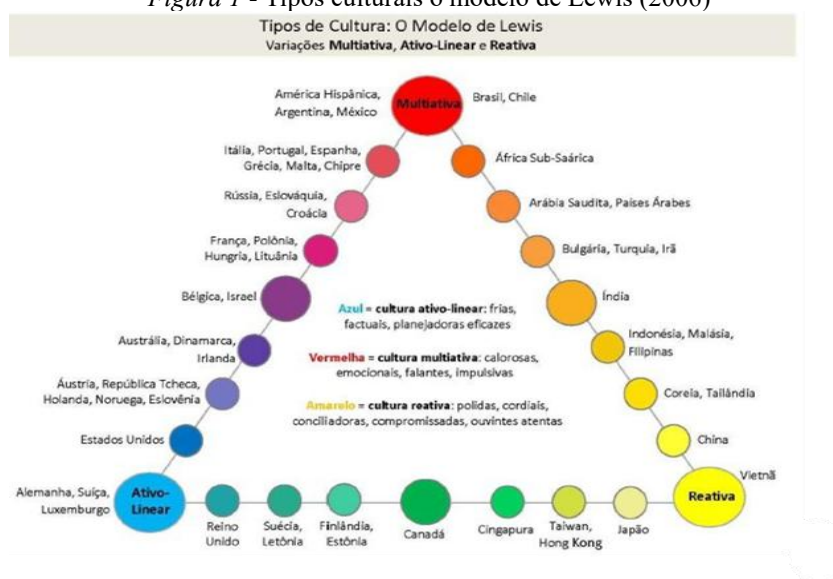 Figura 1 - Tipos culturais o modelo de Lewis (2006)
Tipos de Cultura: O Modelo de Lewis
Variações Multiativa, Ativo-Linear e Reativa
América Hispânica,
Argentina, México
Multiativa
Brasil, Chile
Itália, Portugal, Espanha,
Grécia, Malta, Chipre
África Sub-Saárica
Rússia, Eslováquia,
Croácia
Arábia Saudita, Países Árabes
França, Polônia,
Hungria, Lituânia
Bulgária, Turquia, Irã
Bélgica, Israel
Índia
Azul = cultura ativo-linear: frias,
factuais, planejadoras eficazes
Austrália, Dinamarca,
Irlanda
Indonésia, Malásia,
Filipinas
Vermelha = cultura multiativa: calorosas,
emocionais, falantes, impulsivas
Áustria, República Tcheca,
Holanda, Noruega, Eslovênia
Coreia, Tailândia
Amarelo = cultura reativa: polidas, cordiais,
conciliadoras, compromissadas, ouvintes atentas
Estados Unidos
China
Alemanha, Suíça,
Luxemburgo
Ativo-
Linear
Reativa
Vietnã
Reino
Unido
Suécia,
Letônia
Finlândia,
Estônia
Canadá
Cingapura
Taiwan,
Hong Kong
Japão